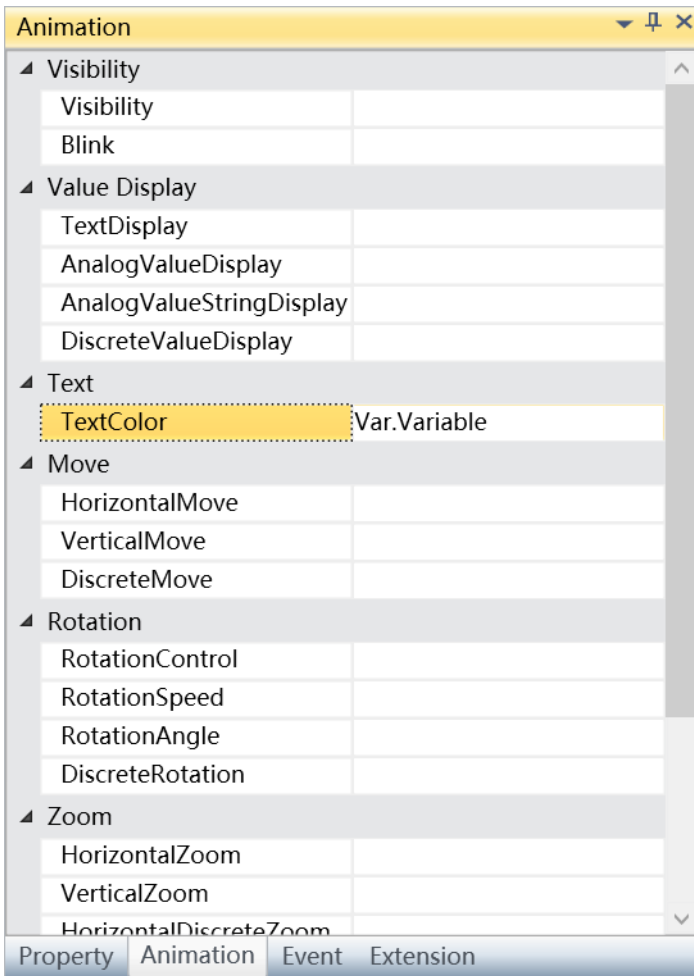 Animation
Visibility
Visibility
Blink
Value Display
TextDisplay
AnalogValueDisplay
AnalogValueStringDisplay
DiscreteValueDisplay
Text
TextColor Var.Variable
Move
HorizontalMove
VerticalMove
DiscreteMove
Rotation
RotationControl
RotationSpeed
RotationAngle
DiscreteRotation
Zoom
HorizontalZoom
VerticalZoom
HorizontalDiscreteZoom
Property Animation Event Extension